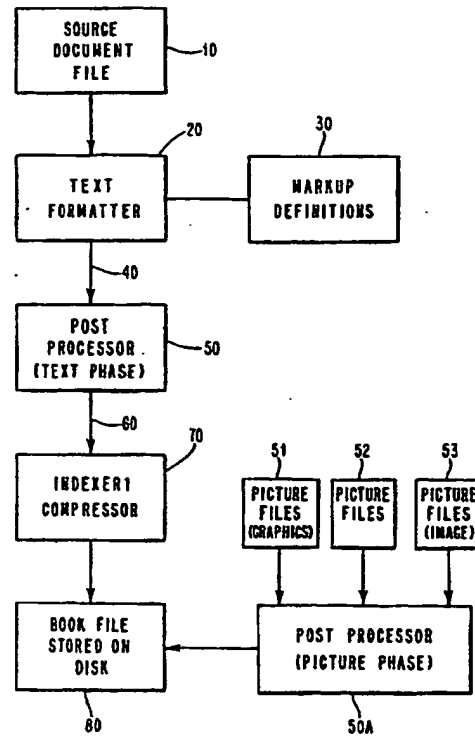 SOURCE
DOCUMENT
FILE
10
20
TEXT
FORMATTER
30
MARKUP
DEFINITIONS
40
POST
PROCESSOR.
(TEXT PHASE)
50
60
70
INDEXER1
COMPRESSOR
51
PICTURE
FILES
(GRAPHICS)
52
PICTURE
FILES
53
PICTURE
FILES
(IMAGE)
BOOK FILE
STORED ON
DISK
80
POST PROCESSOR
(PICTURE PHASE)
50A